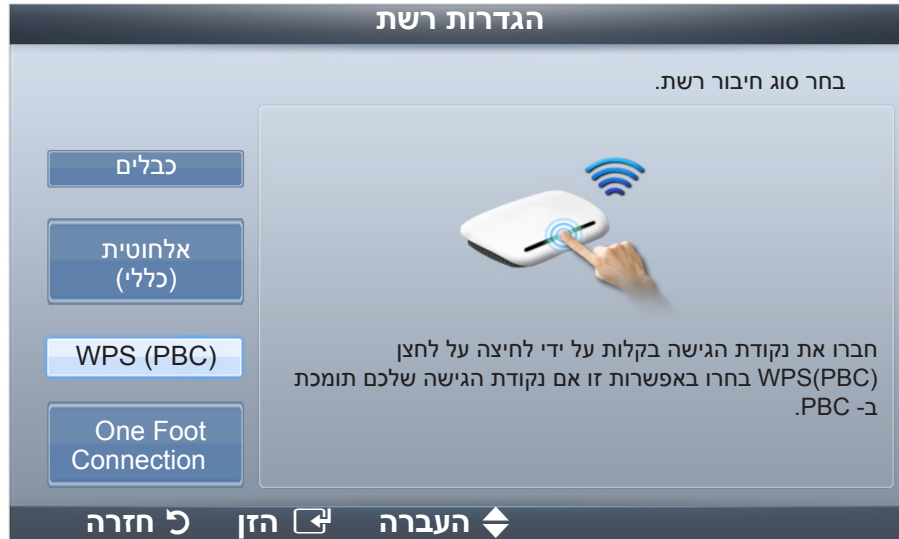 הגדרות רשת
בחר סוג חיבור רשת.
כבלים
אלחוטית
(כללי)
WPS (PBC)
One Foot
Connection
חברו את נקודת הגישה בקלות על ידי לחיצה על לחצן
WPS(PBC) בחרו באפשרות זו אם נקודת הגישה שלכם תומכת
ב- PBC.
העברה הזן חזרה